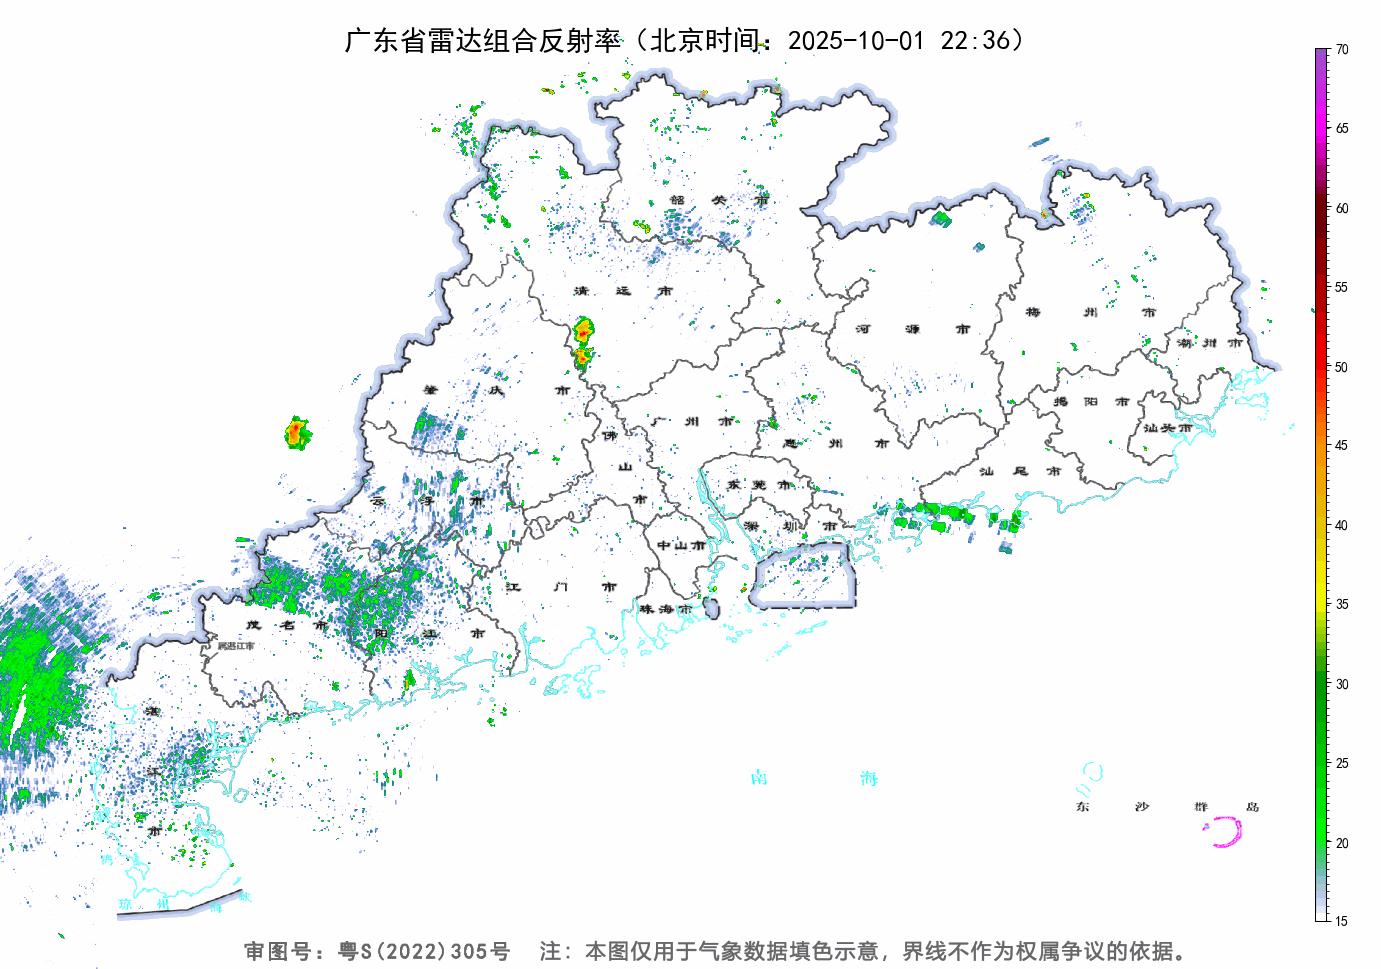 广东省雷达组合反射率（北京时间：2025-10-01 22:36）
70
65
60
55
50
45
40
35
30
25
20
15
韶关市
清远市
河源市
梅州市
潮州市
肇庆市
广州市
佛山市
惠州市
揭阳市
汕头市
汕尾市
云浮市
东莞市
深圳市
中山市
江门市
珠海市
茂名市
阳江市
属湛江市
湛江市
南海
东沙群岛
湾
琼州海峡
审图号：粤S(2022)305号 注：本图仅用于气象数据填色示意，界线不作为权属争议的依据。